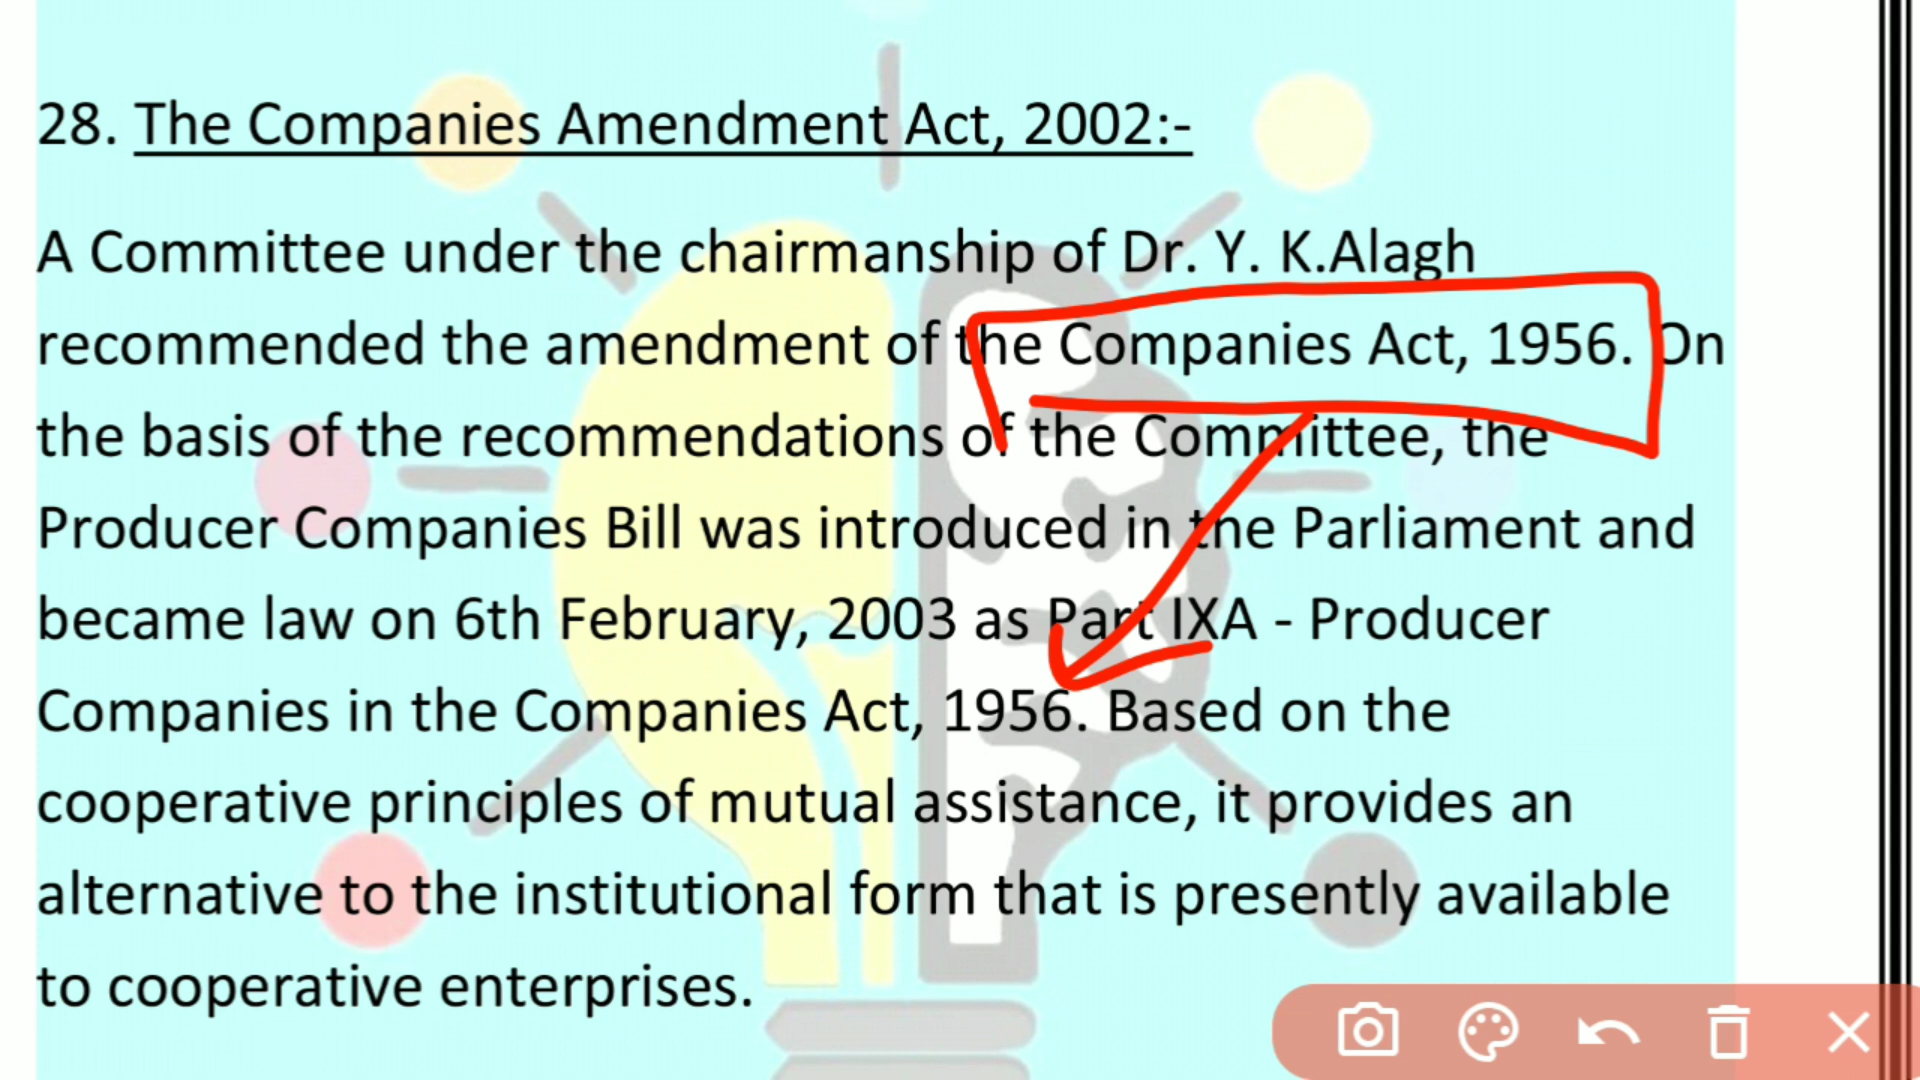 28. The Companies Amendment Act, 2002:-
A Committee under the chairmanship of Dr. Y. K.Alagh
recommended the amendment of the Companies Act, 1956. On
the basis of the recommendations of the Committee, the
Producer Companies Bill was introduced in the Parliament and
became law on 6th February, 2003 as Part IXA - Producer
Companies in the Companies Act, 1956. Based on the
cooperative principles of mutual assistance, it provides an
alternative to the institutional form that is presently available
to cooperative enterprises.